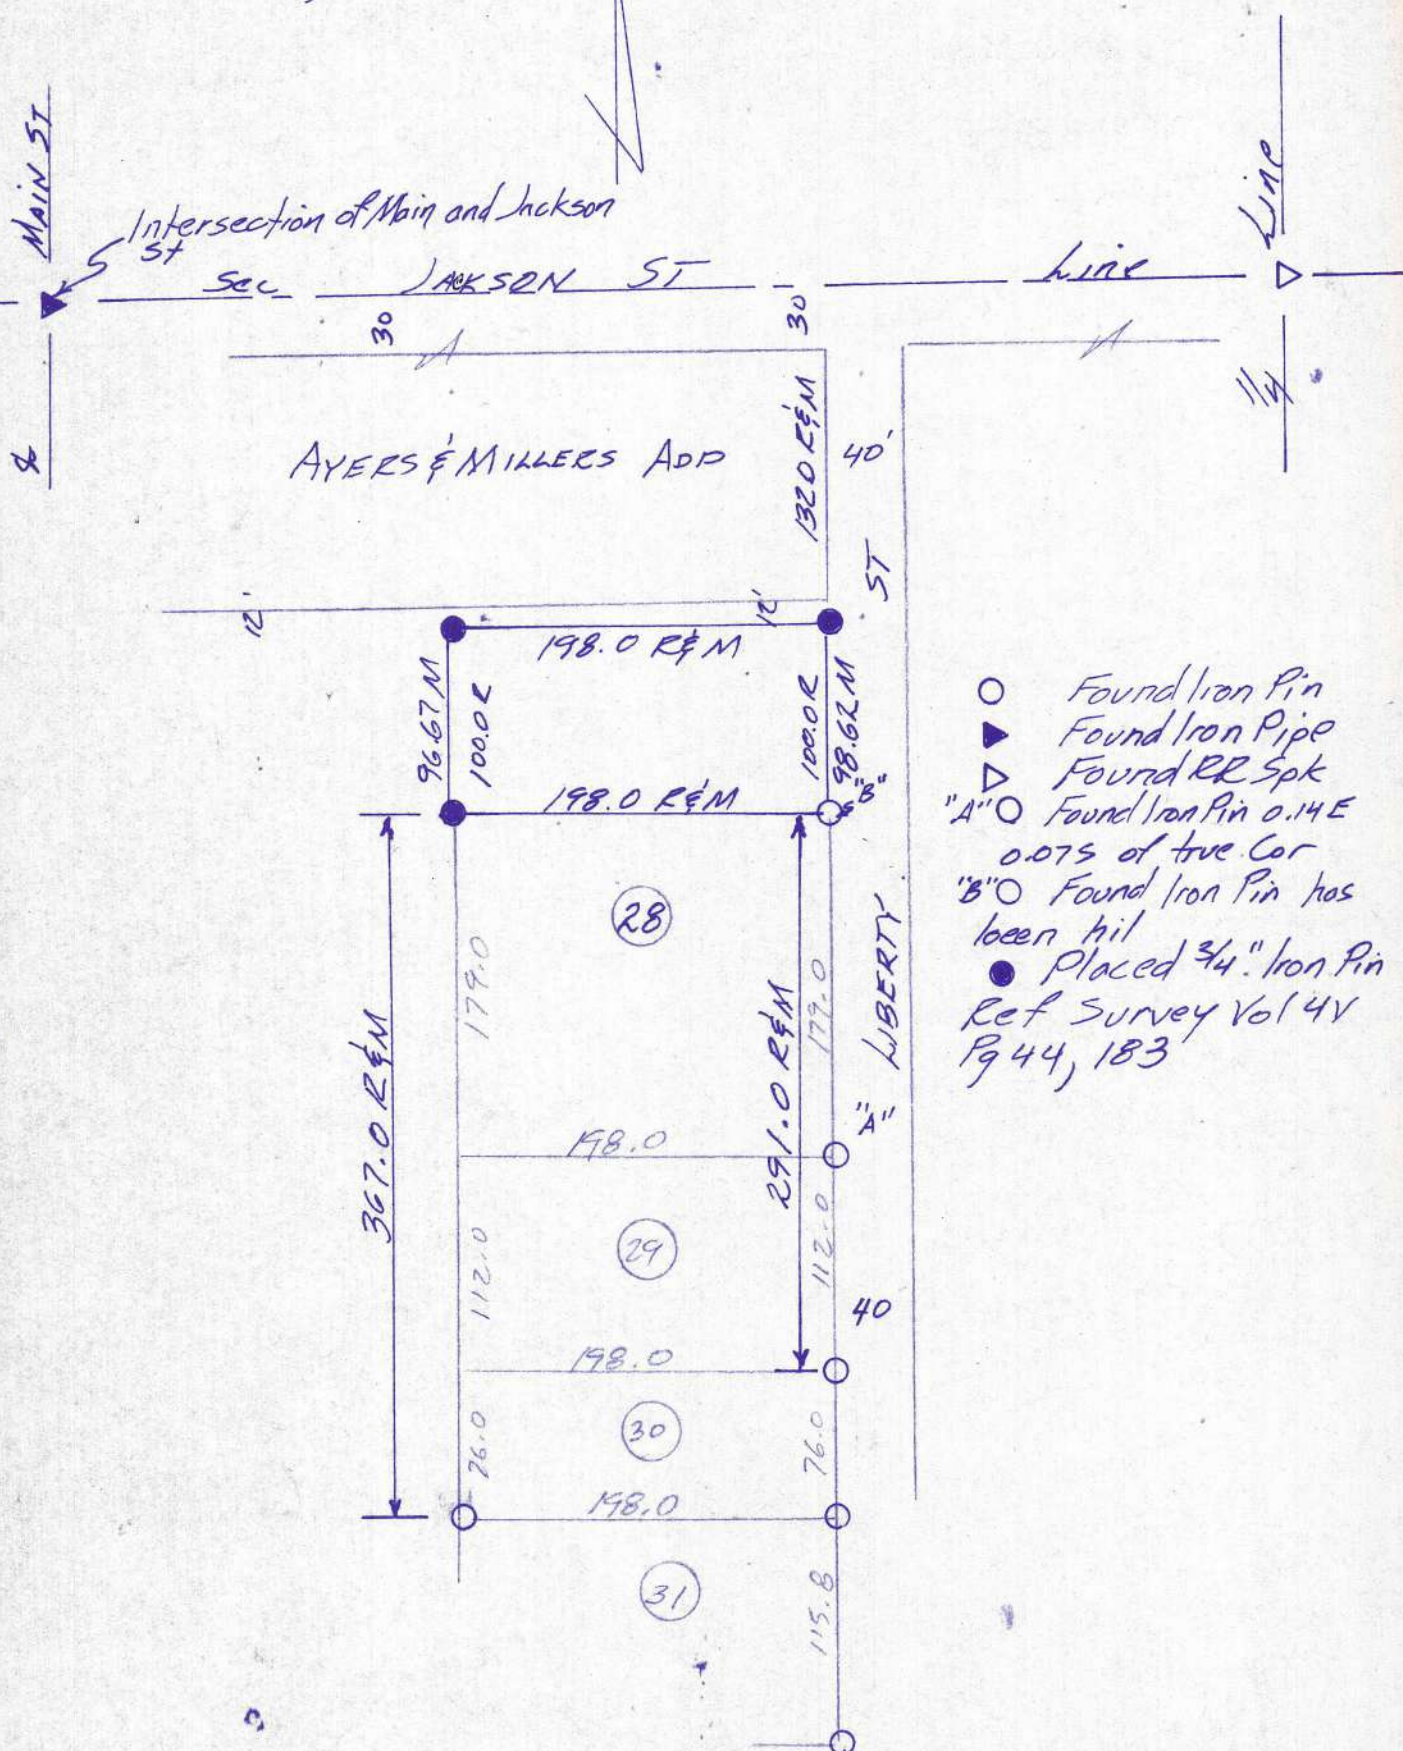 MAIN ST
Intersection of Main and Jackson
St
Sec JACKSON ST Line
Line
30
30
1/4
AYERS & MILLERS ADD
1320 R&M
40'
ST
12'
12'
198.0 R&M
96.67 M
100.0 R
100.0 R
98.62 M
"B"
198.0 R&M
Found Iron Pin
Found Iron Pipe
Found RR Spk
"A" Found Iron Pin 0.14 E
0.07 S of true Cor
"B" Found Iron Pin has
been hit
Placed 3/4" Iron Pin
Ref Survey Vol 4V
Pg 44, 183
28
179.0
179.0
LIBERTY
367.0 R&M
291.0 R&M
"A"
198.0
29
112.0
112.0
40
198.0
30
76.0
76.0
198.0
31
115.8